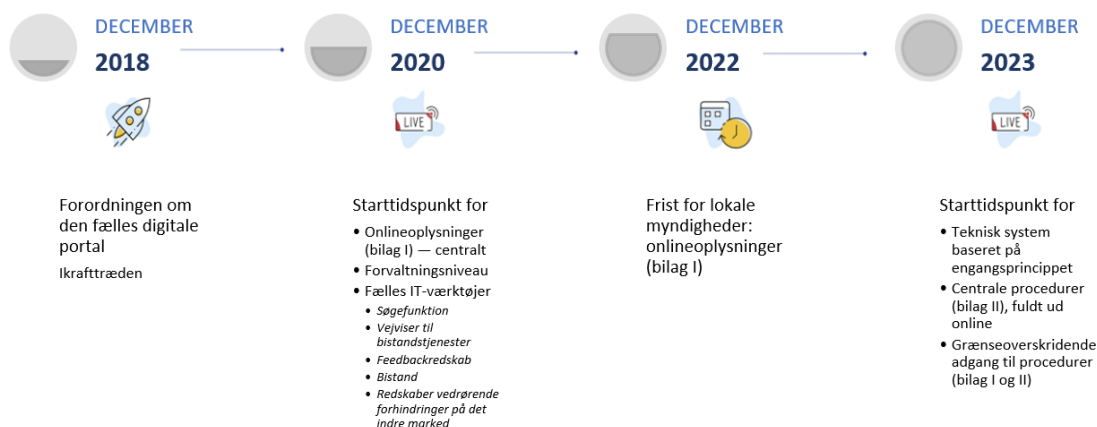 DECEMBER
2018
Forordningen om
den fælles digitale
portal
Ikrafttræden
DECEMBER
2020
LIVE
Starttidspunkt for
• Onlineoplysninger
(bilag I) — centralt
• Forvaltningsniveau
• Fælles IT-værktøjer
• Søgefunktion
• Vejviser til
bistandstjenester
• Feedbackredskab
• Bistand
• Redskaber vedrørende
forhindringer på det
indre marked
DECEMBER
2022
Frist for lokale
myndigheder:
onlineoplysninger
(bilag I)
DECEMBER
2023
LIVE
Starttidspunkt for
• Teknisk system
baseret på
engangsprincippet
• Centrale procedurer
(bilag II), fuldt ud
online
• Grænseoverskridende
adgang til procedurer
(bilag I og II)